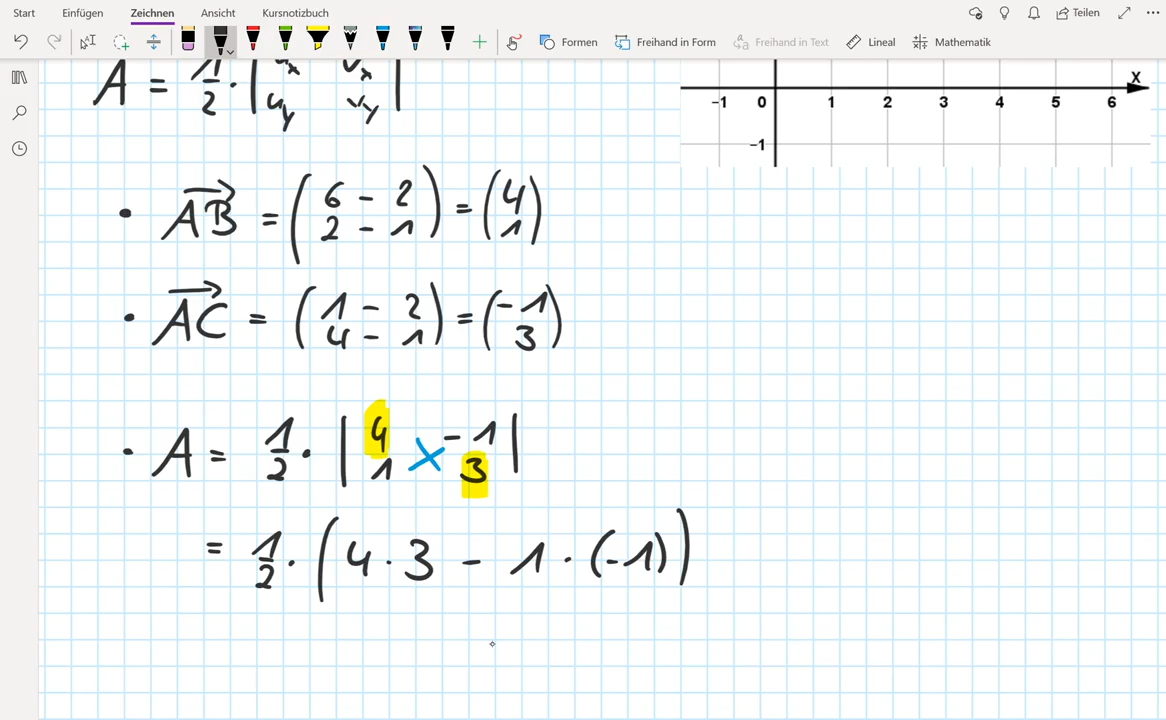 Start Einfügen Zeichnen Ansicht Kursnotizbuch Teilen
Formen Freihand in Form Freihand in Text Lineal Mathematik
A = 1/2 · | u_x v_x |
| u_y v_y |
x
-1 0 1 2 3 4 5 6
-1
• AB = ( 6 - 2 ) = ( 4 )
( 2 - 1 ) ( 1 )
• AC = ( 1 - 2 ) = ( -1 )
( 4 - 1 ) ( 3 )
• A = 1/2 · | 4 -1 |
| 1 3 |
= 1/2 · ( 4 · 3 - 1 · (-1) )